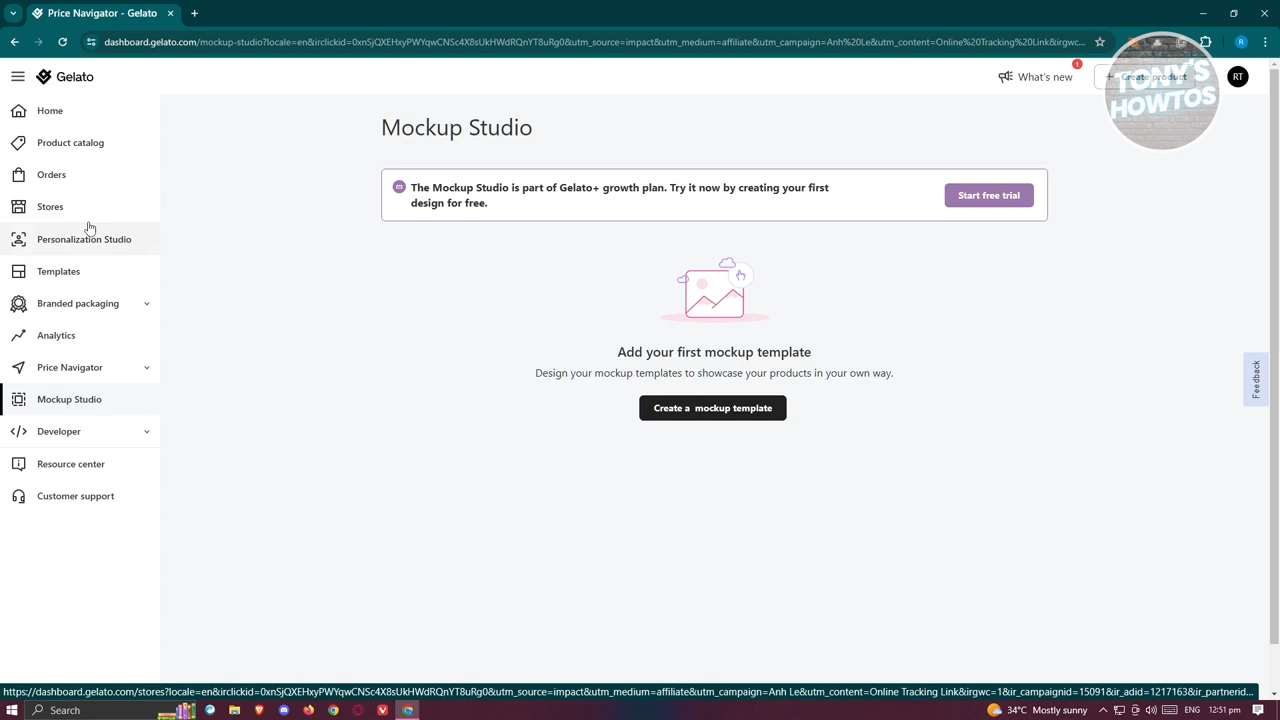 Price Navigator - Gelato
dashboard.gelato.com/mockup-studio?locale=en&irclickid=0xnSjQXEHxyPWYqwCNSc4X8sUkHWdRQnNYT8uRg0&utm_source=impact&utm_medium=affiliate&utm_campaign=Anh%20Le&utm_content=Online%20Tracking%20Link&irgwc...
R
Gelato
What's new
1
Create product
RT
TONY'S
HOWTOS
Home
Product catalog
Orders
Stores
Personalization Studio
Templates
Branded packaging
Analytics
Price Navigator
Mockup Studio
Developer
Resource center
Customer support
Mockup Studio
The Mockup Studio is part of Gelato+ growth plan. Try it now by creating your first
design for free.
Start free trial
Add your first mockup template
Design your mockup templates to showcase your products in your own way.
Create a mockup template
Feedback
https://dashboard.gelato.com/stores?locale=en&irclickid=0xnSjQXEHxyPWYqwCNSc4X8sUkHWdRQnNYT8uRg0&utm_source=impact&utm_medium=affiliate&utm_campaign=Anh Le&utm_content=Online Tracking Link&irgwc=1&ir_campaignid=15091&ir_adid=1217163&ir_partnerid...
Search
34°C Mostly sunny
ENG
12:51 pm